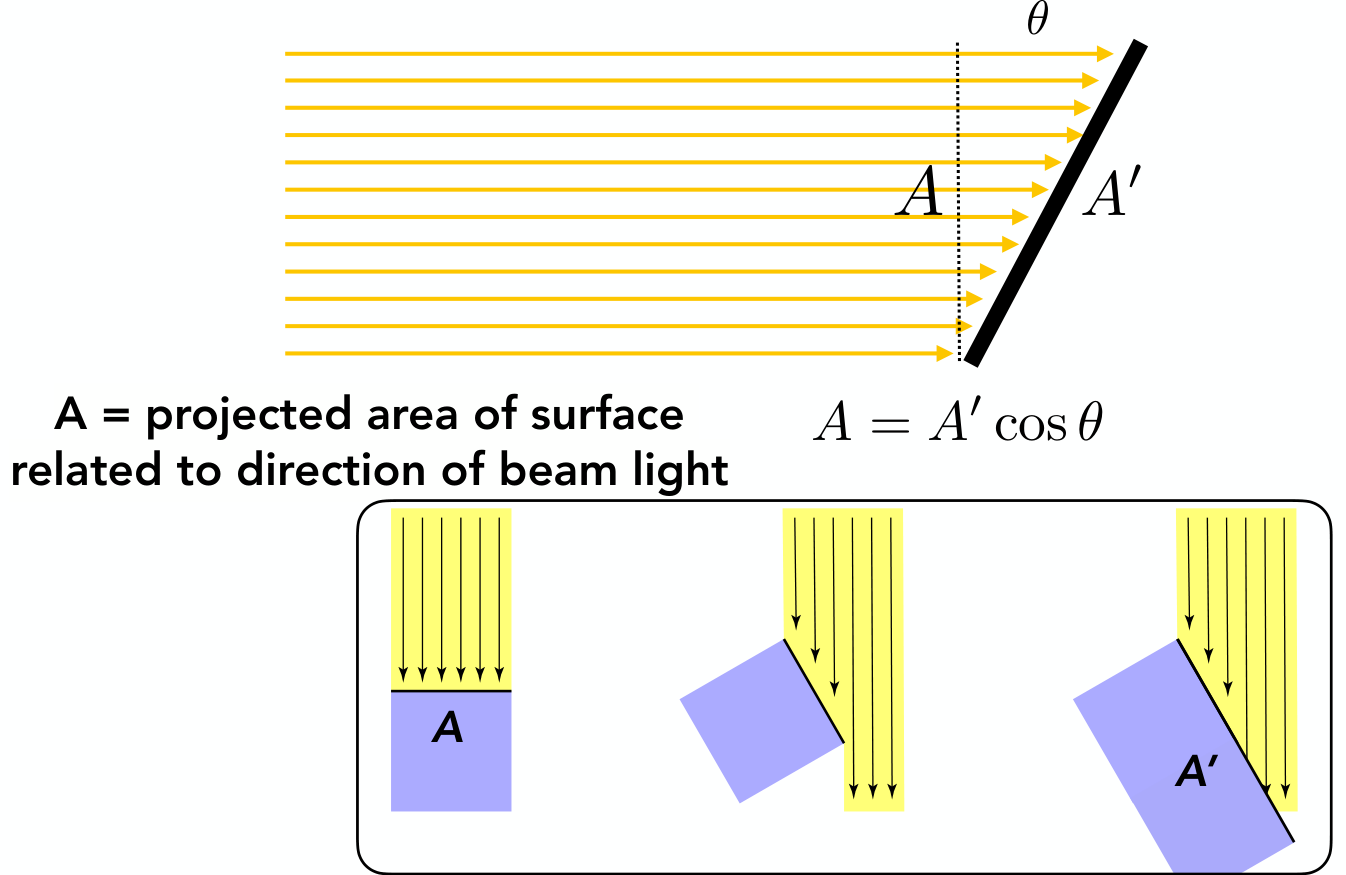 θ
A
A′
A = projected area of surface
related to direction of beam light
A = A′ cos θ
A
A′